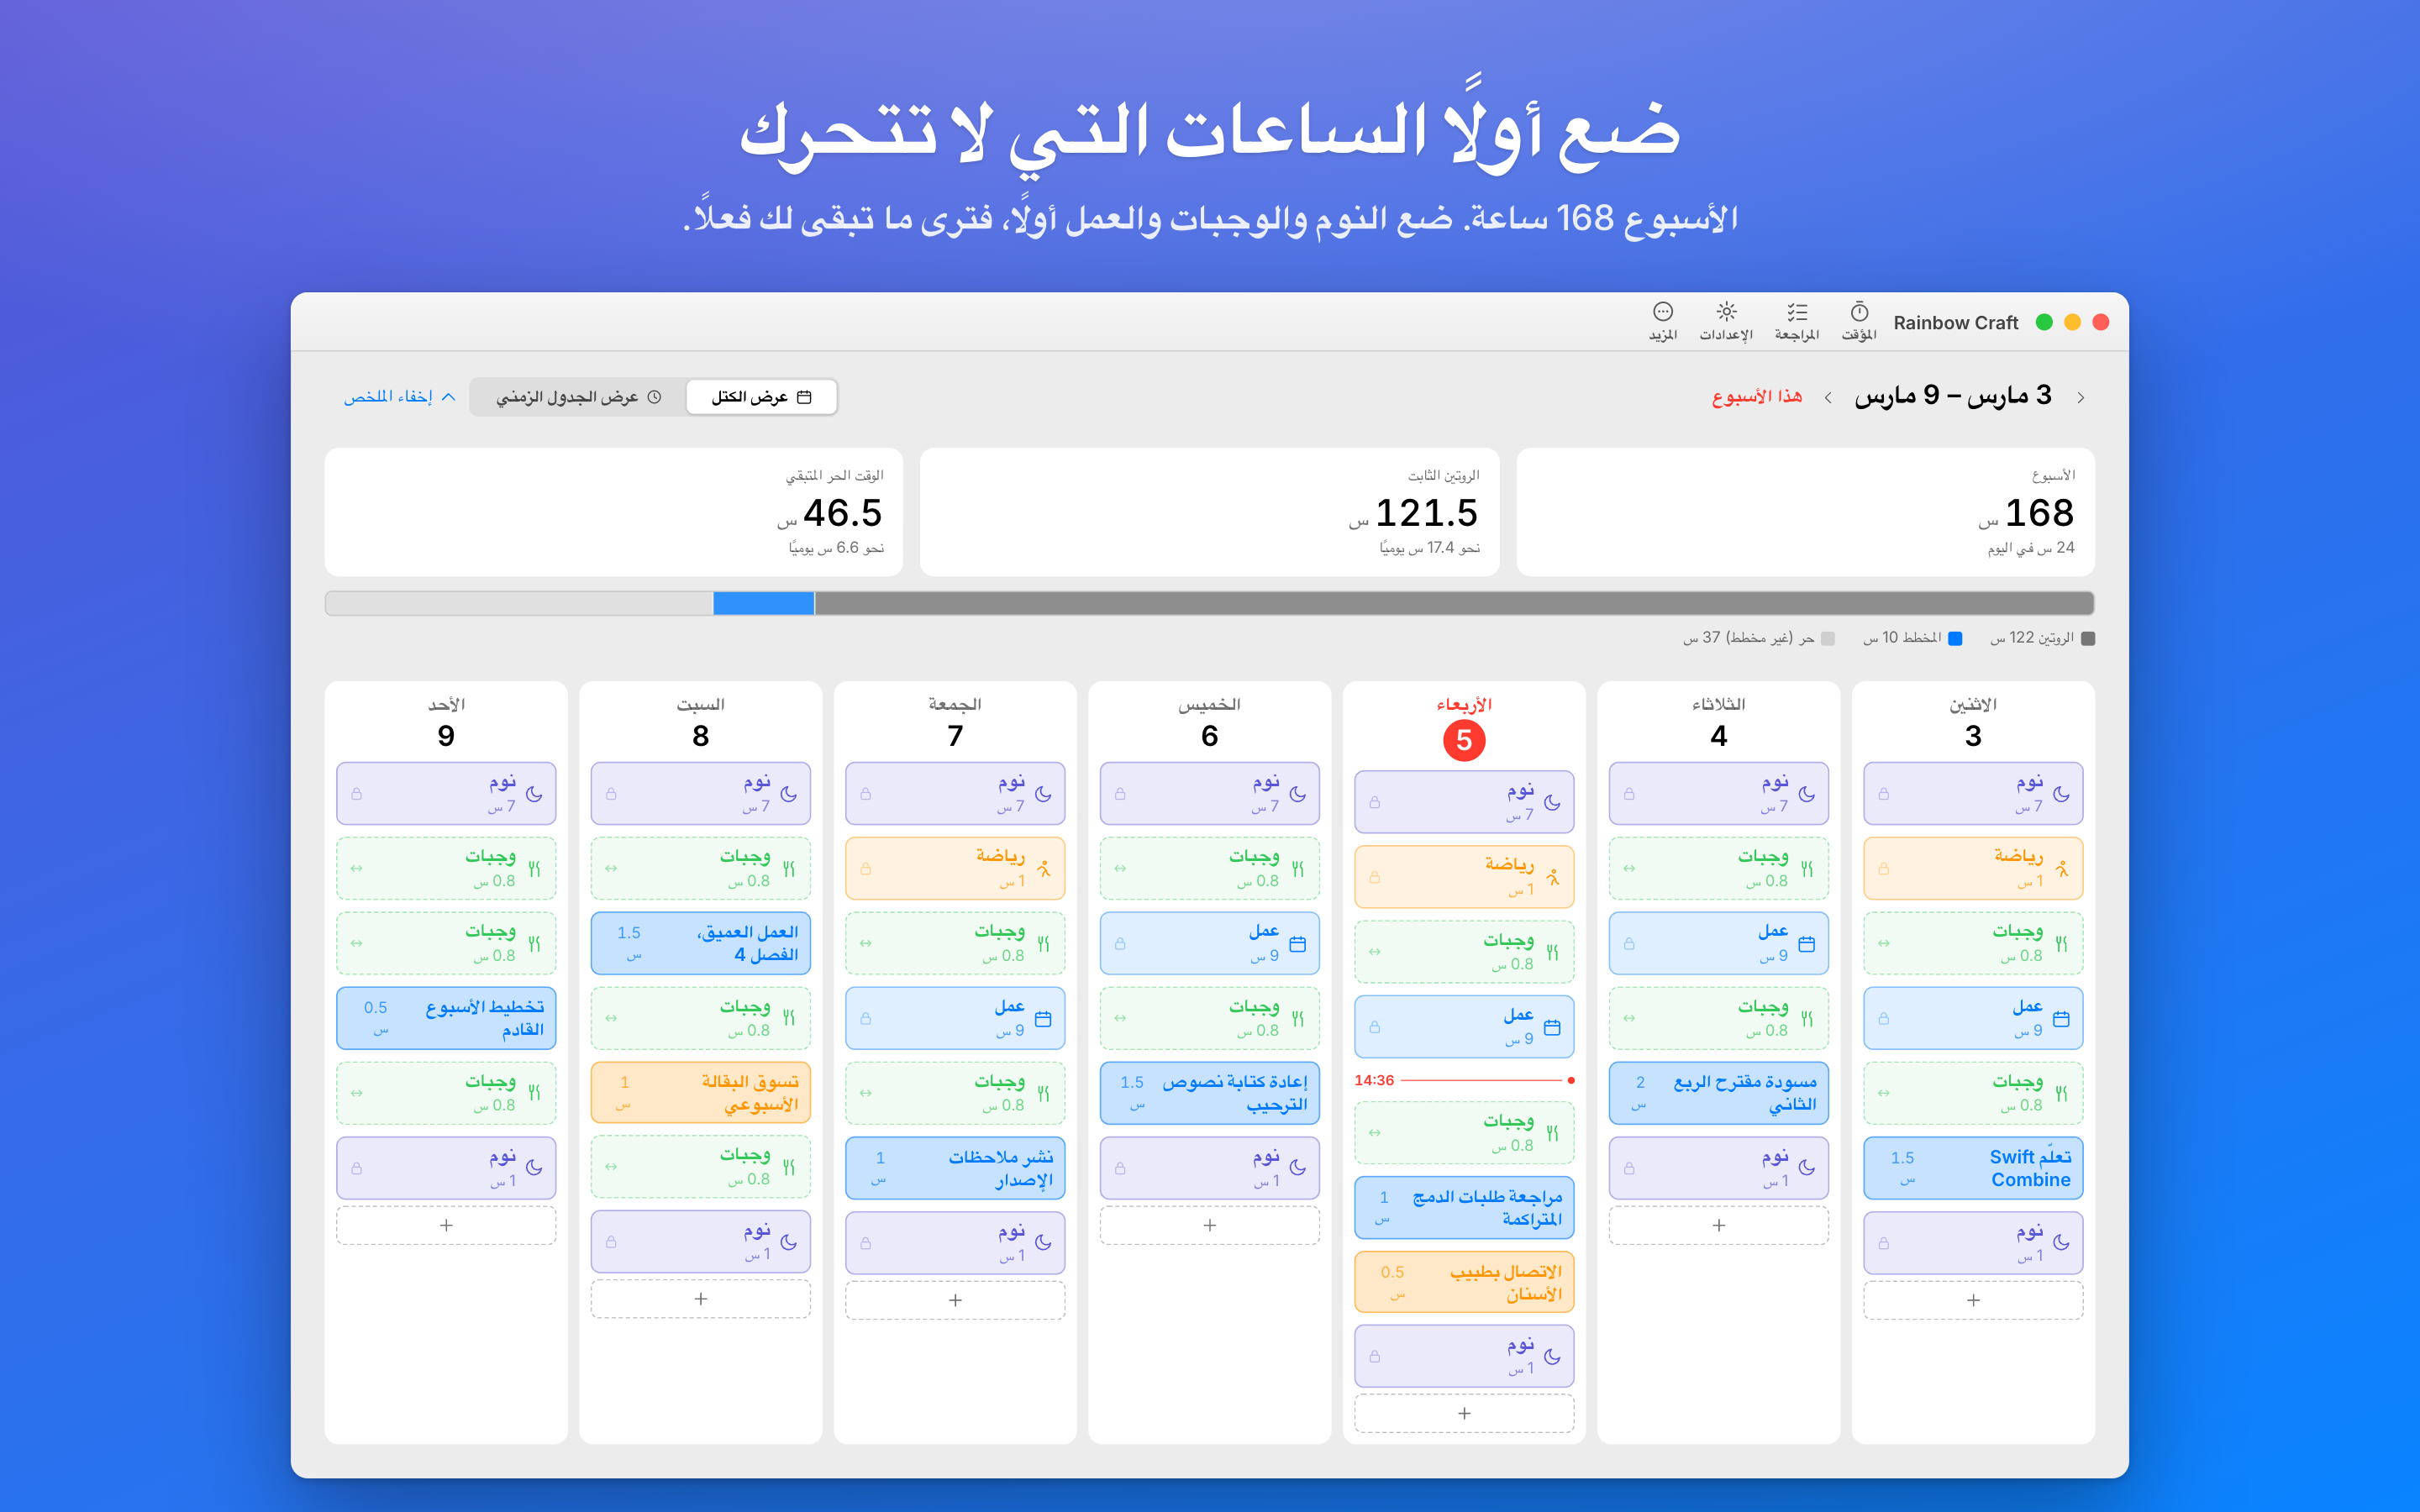 ضع أولًا الساعات التي لا تتحرك
الأسبوع 168 ساعة. ضع النوم والوجبات والعمل أولًا، فترى ما تبقى لك فعلًا.
Rainbow Craft
المؤقت
المراجعة
الإعدادات
المزيد
3 مارس – 9 مارس
هذا الأسبوع
عرض الكتل
عرض الجدول الزمني
إخفاء الملخص
الأسبوع
168 س
24 س في اليوم
الروتين الثابت
121.5 س
نحو 17.4 س يوميًا
الوقت الحر المتبقي
46.5 س
نحو 6.6 س يوميًا
الروتين 122 س
المخطط 10 س
حر (غير مخطط) 37 س
الاثنين
3
نوم
7 س
رياضة
1 س
وجبات
0.8 س
عمل
9 س
وجبات
0.8 س
تعلّم Swift
Combine
1.5
س
نوم
1 س
الثلاثاء
4
نوم
7 س
وجبات
0.8 س
عمل
9 س
وجبات
0.8 س
مسودة مقترح الربع
الثاني
2
س
نوم
1 س
الأربعاء
5
نوم
7 س
رياضة
1 س
وجبات
0.8 س
عمل
9 س
14:36
وجبات
0.8 س
مراجعة طلبات الدمج
المتراكمة
1
س
الاتصال بطبيب
الأسنان
0.5
س
نوم
1 س
الخميس
6
نوم
7 س
وجبات
0.8 س
عمل
9 س
وجبات
0.8 س
إعادة كتابة نصوص
الترحيب
1.5
س
نوم
1 س
الجمعة
7
نوم
7 س
رياضة
1 س
وجبات
0.8 س
عمل
9 س
وجبات
0.8 س
نشر ملاحظات
الإصدار
1
س
نوم
1 س
السبت
8
نوم
7 س
وجبات
0.8 س
العمل العميق،
الفصل 4
1.5
س
وجبات
0.8 س
تسوق البقالة
الأسبوعي
1
س
وجبات
0.8 س
نوم
1 س
الأحد
9
نوم
7 س
وجبات
0.8 س
وجبات
0.8 س
تخطيط الأسبوع
القادم
0.5
س
وجبات
0.8 س
نوم
1 س